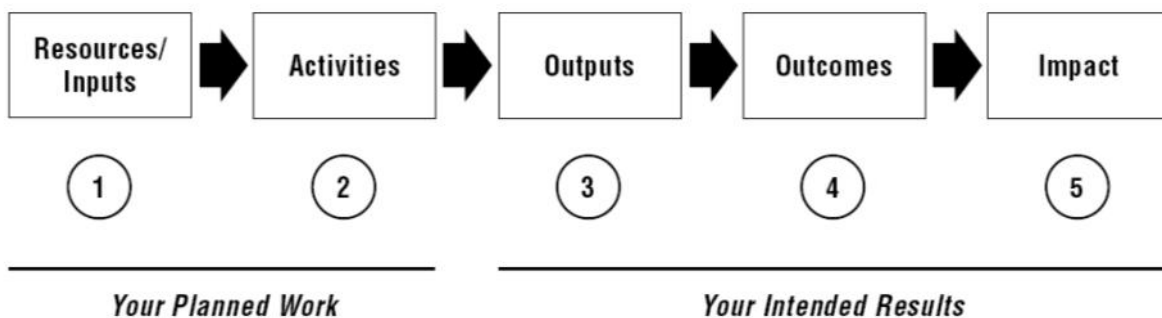 Resources/
Inputs
Activities
Outputs
Outcomes
Impact
1
2
3
4
5
Your Planned Work
Your Intended Results